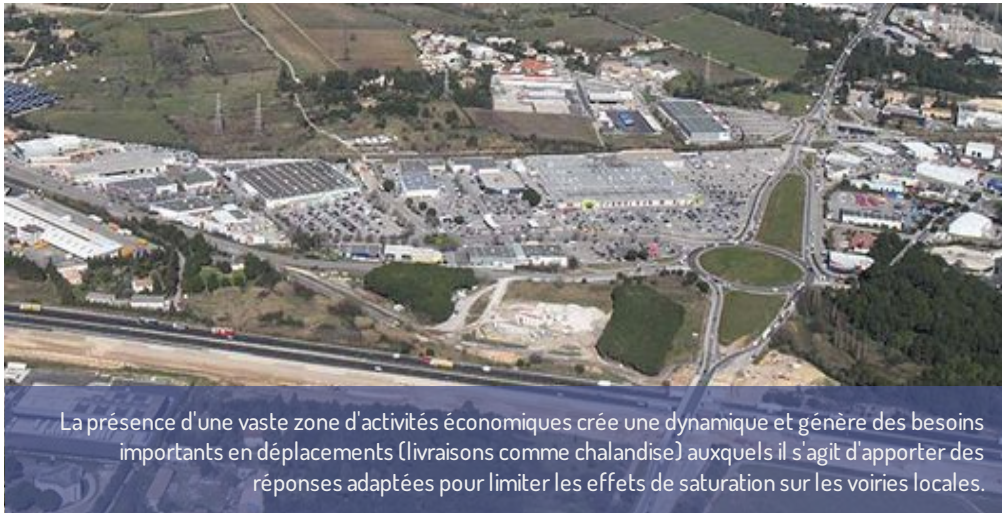 La présence d'une vaste zone d'activités économiques crée une dynamique et génère des besoins
importants en déplacements (livraisons comme chalandise) auxquels il s'agit d'apporter des
réponses adaptées pour limiter les effets de saturation sur les voiries locales.